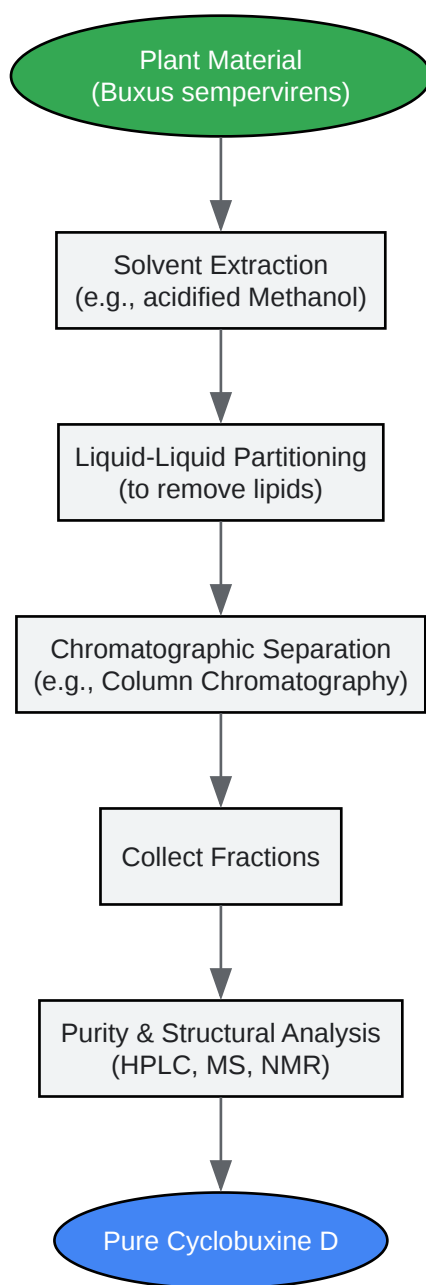 Plant Material
(Buxus sempervirens)
Solvent Extraction
(e.g., acidified Methanol)
Liquid-Liquid Partitioning
(to remove lipids)
Chromatographic Separation
(e.g., Column Chromatography)
Collect Fractions
Purity & Structural Analysis
(HPLC, MS, NMR)
Pure Cyclobuxine D